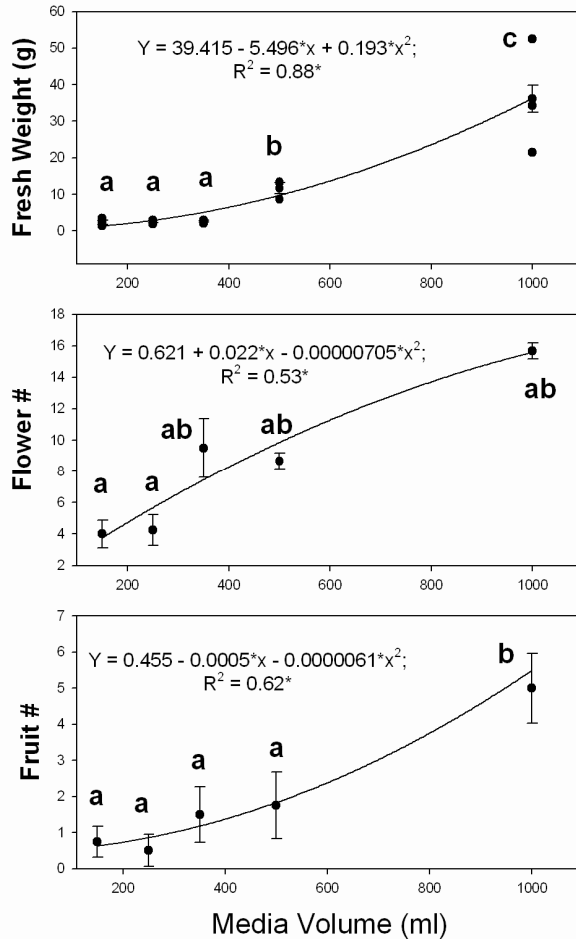 60
Y = 39.415 - 5.496*x + 0.193*x²;
R² = 0.88*
c
50
40
30
b
20
a a a
10
0
Fresh Weight (g)
200 400 600 800 1000
18
Y = 0.621 + 0.022*x - 0.00000705*x²;
R² = 0.53*
16
14
ab
12
ab ab
10
8
a a
6
4
2
Flower #
200 400 600 800 1000
7
Y = 0.455 - 0.0005*x - 0.0000061*x²;
R² = 0.62*
b
6
5
4
3
a a
2
a a
1
0
Fruit #
200 400 600 800 1000
Media Volume (ml)